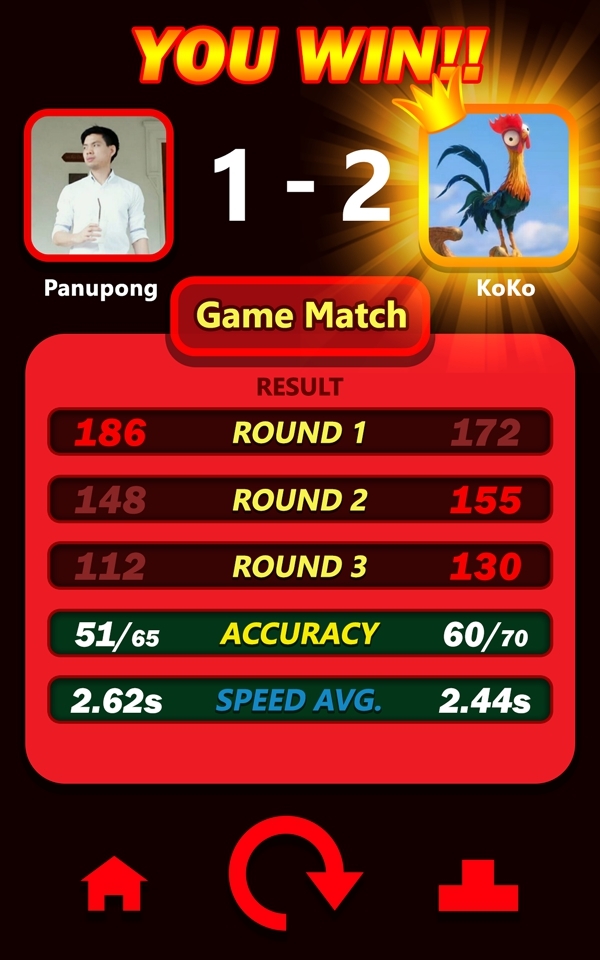 YOU WIN!!
1 - 2
Panupong
KoKo
Game Match
RESULT
186 ROUND 1 172
148 ROUND 2 155
112 ROUND 3 130
51/65 ACCURACY 60/70
2.62s SPEED AVG. 2.44s